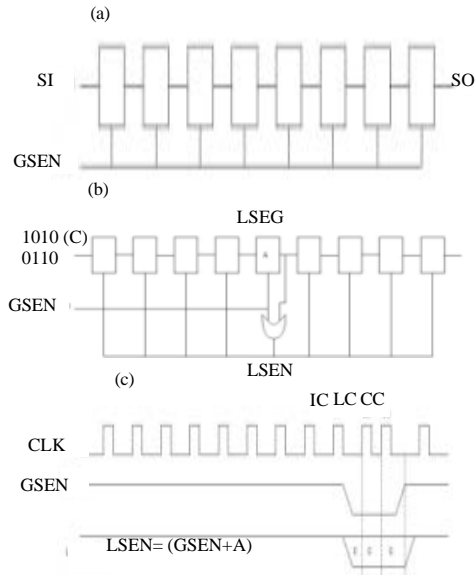 (a)
SI
SO
GSEN
(b)
LSEG
1010 (C)
0110
A
GSEN
LSEN
(c)
IC LC CC
CLK
GSEN
LSEN= (GSEN+A)